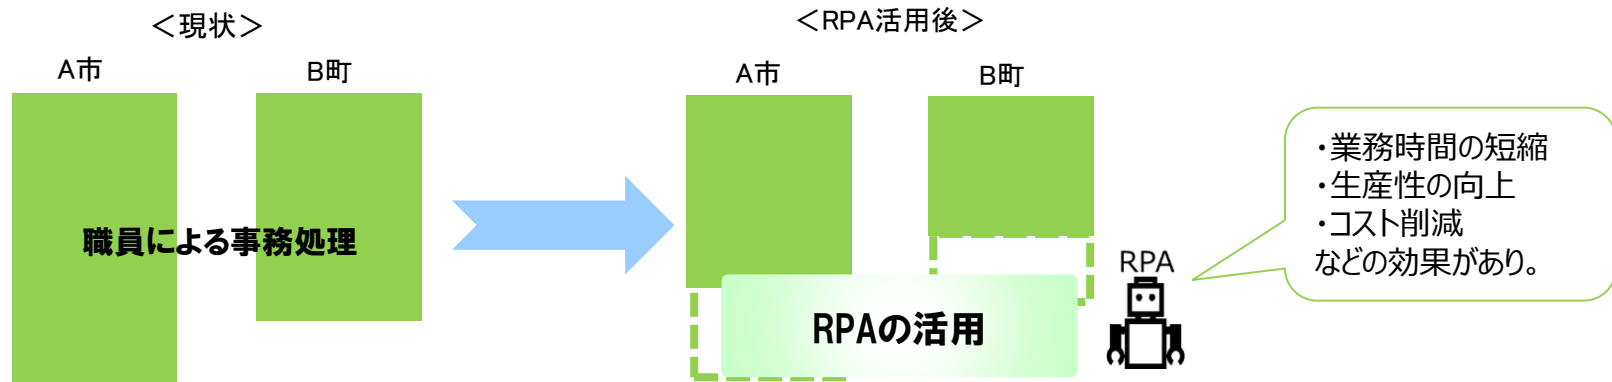 ＜現状＞
A市
B町
職員による事務処理
＜RPA活用後＞
A市
B町
RPAの活用
RPA
・業務時間の短縮
・生産性の向上
・コスト削減
などの効果があり。